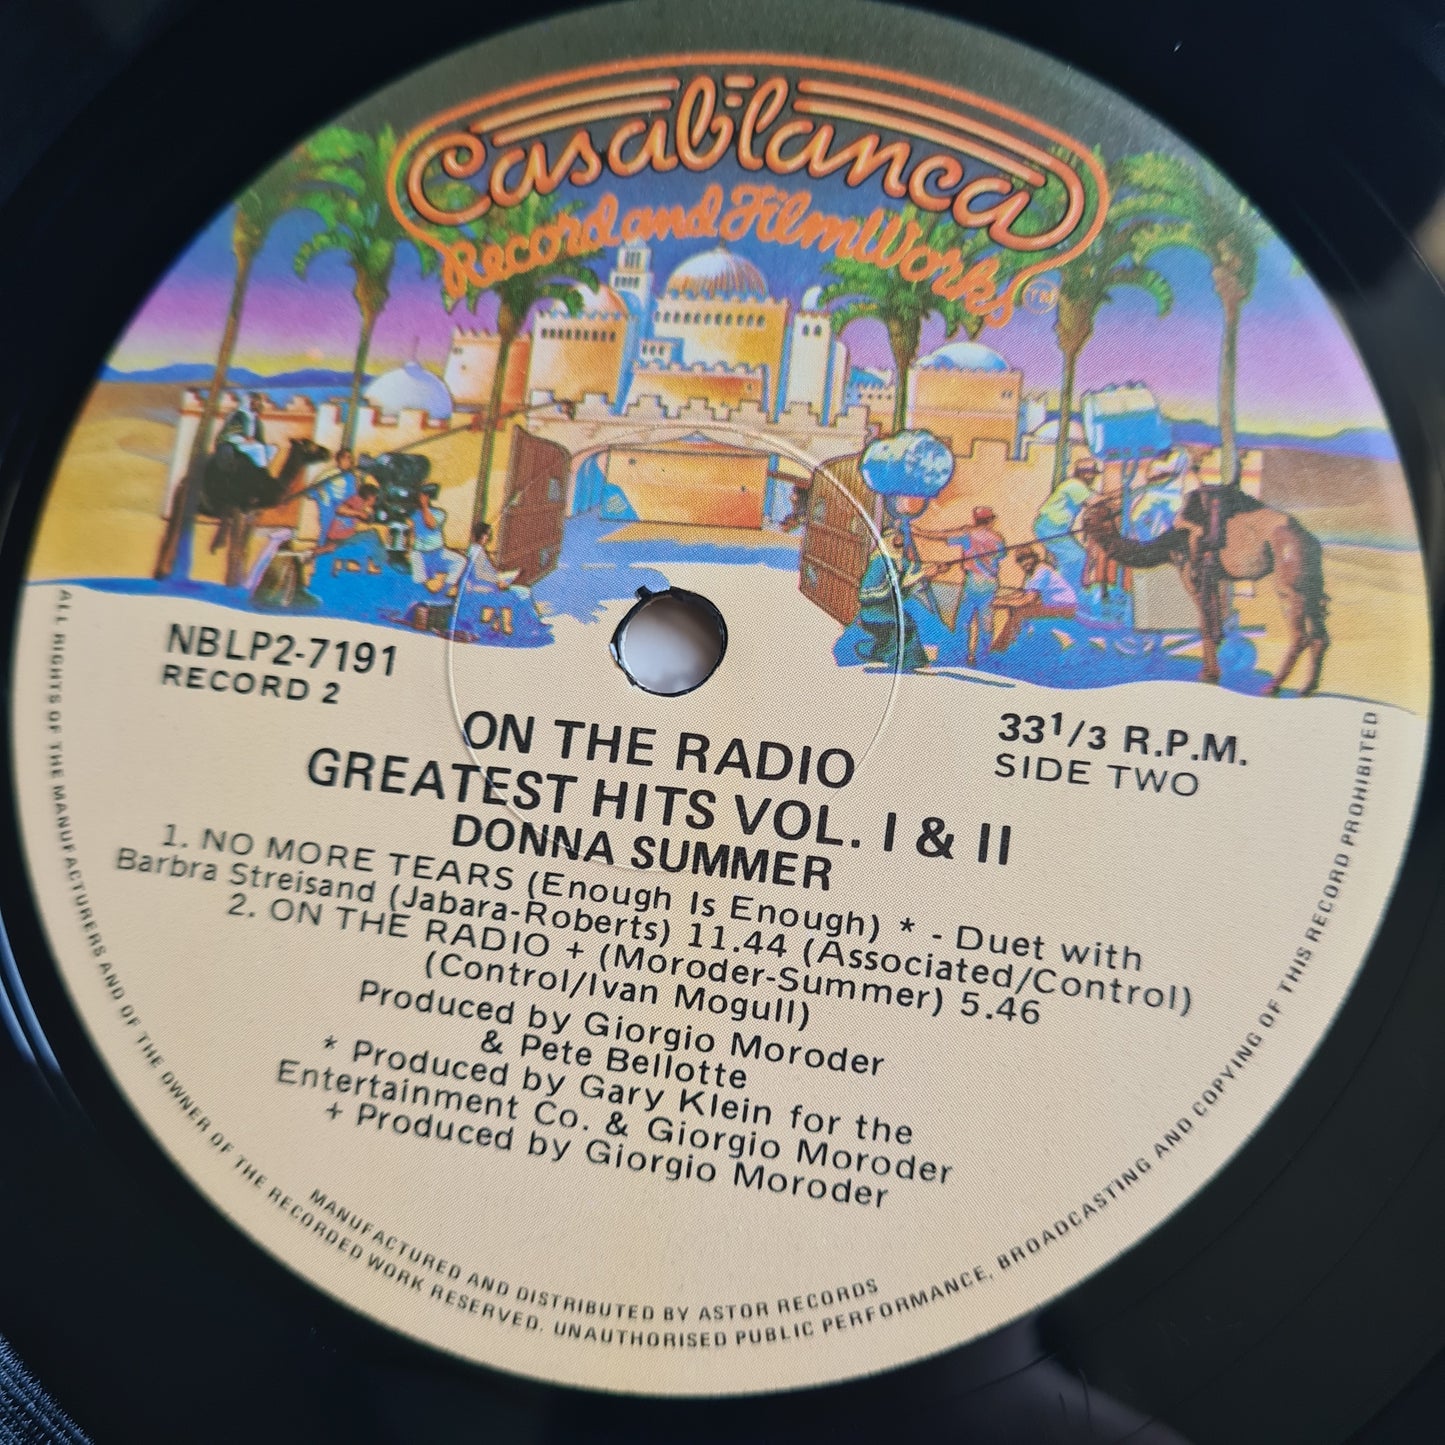 Casablanca
Record and FilmWorks
TM
NBLP2-7191
RECORD 2
33 1/3 R.P.M.
SIDE TWO
ON THE RADIO
GREATEST HITS VOL. I & II
DONNA SUMMER
1. NO MORE TEARS (Enough Is Enough) * - Duet with
Barbra Streisand (Jabara-Roberts) 11.44 (Associated/Control)
2. ON THE RADIO + (Moroder-Summer) 5.46
(Control/Ivan Mogull)
Produced by Giorgio Moroder
& Pete Bellotte
* Produced by Gary Klein for the
Entertainment Co. & Giorgio Moroder
+ Produced by Giorgio Moroder
MANUFACTURED AND DISTRIBUTED BY ASTOR RECORDS
ALL RIGHTS OF THE MANUFACTURERS AND OF THE OWNER OF THE RECORDED WORK RESERVED. UNAUTHORISED PUBLIC PERFORMANCE, BROADCASTING AND COPYING OF THIS RECORD PROHIBITED